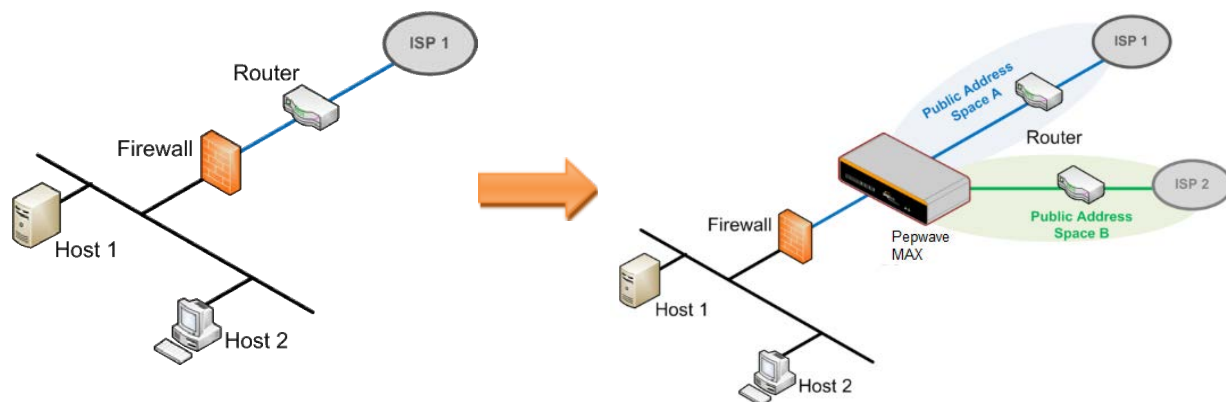 ISP 1
Router
Firewall
Host 1
Host 2
ISP 1
Public Address
Space A
Router
ISP 2
Public Address
Space B
Pepwave
MAX
Firewall
Host 1
Host 2